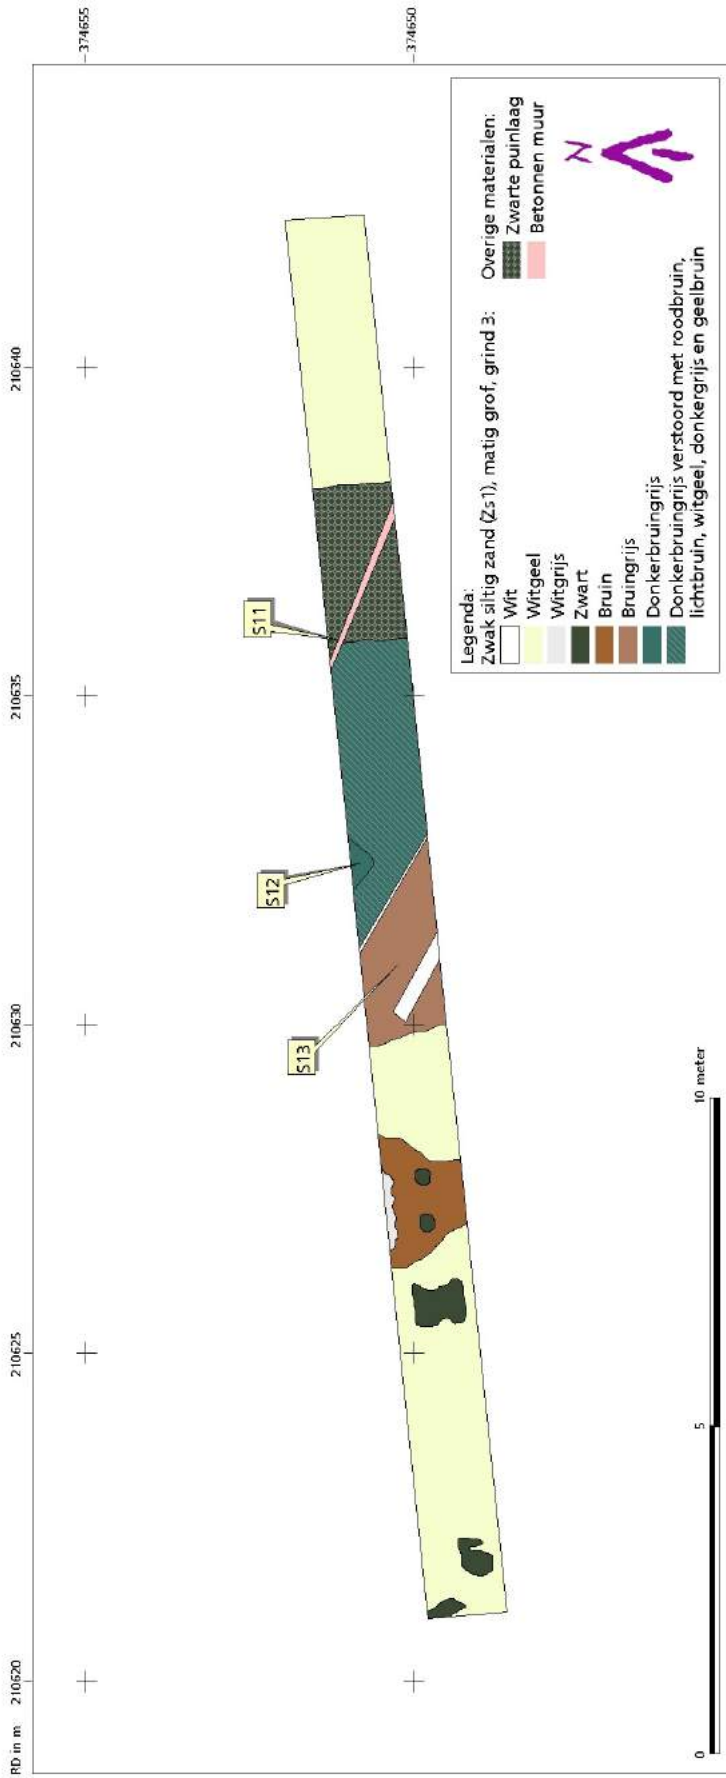 RD in m
210620
210625
210630
210635
210640
374655
374650
S13
S12
S11
Legenda:
Zwak siltig zand (Zs1), matig grof, grind 3:
Wit
Witgeel
Witgrijs
Zwart
Bruin
Bruingrijs
Donkerbruingrijs
Donkerbruingrijs verstoord met roodbruin,
lichtbruin, witgeel, donkergrijs en geelbruin
Overige materialen:
Zwarte puinlaag
Betonnen muur
N
0
5
10 meter